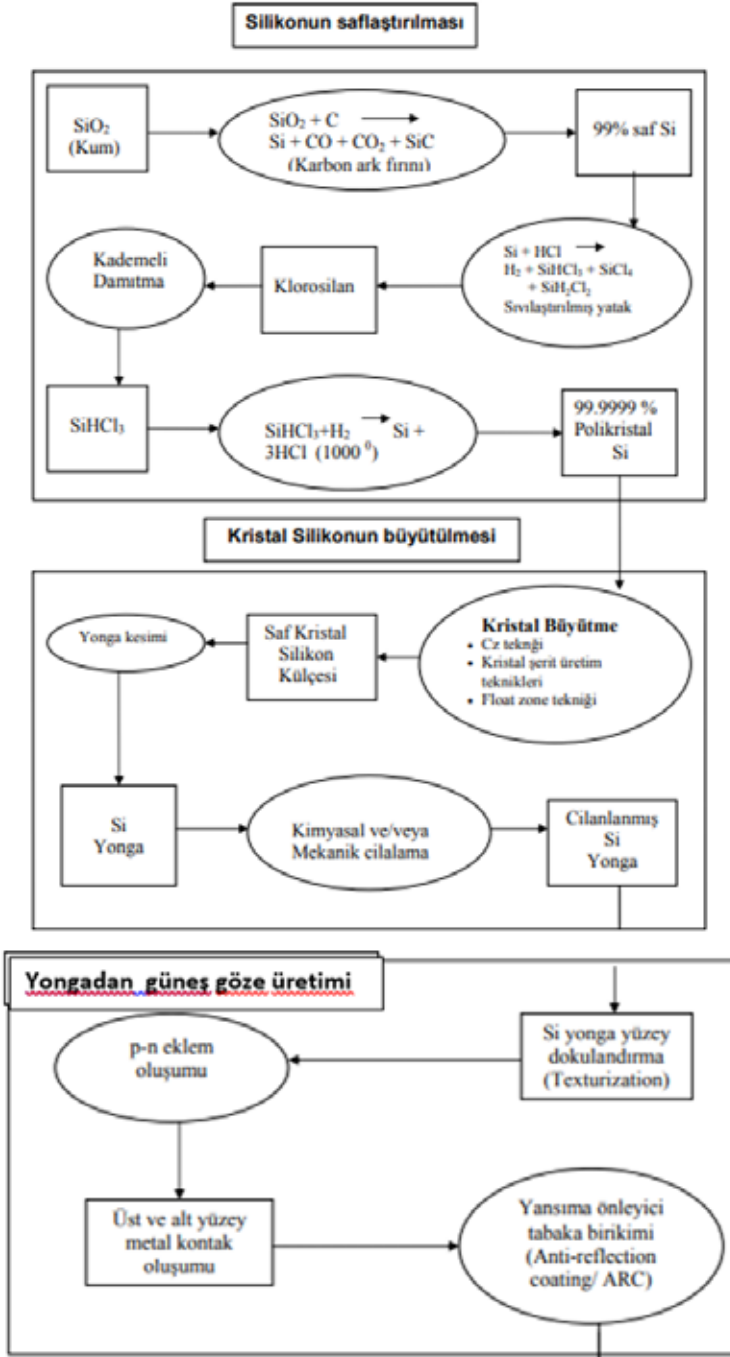 Silikonun saflaştırılması
SiO₂
(Kum)
SiO₂ + C ⟶
Si + CO + CO₂ + SiC
(Karbon ark fırını)
99% saf Si
Kademeli
Damıtma
Klorosilan
Si + HCl ⟶
H₂ + SiHCl₃ + SiCl₄
+ SiH₂Cl₂
Sıvılaştırılmış yatak
SiHCl₃
SiHCl₃+H₂ ⟶ Si +
3HCl (1000 ⁰)
99.9999 %
Polikristal
Si
Kristal Silikonun büyütülmesi
Yonga kesimi
Saf Kristal
Silikon
Külçesi
Kristal Büyütme
• Cz teknği
• Kristal şerit üretim
teknikleri
• Float zone tekniği
Si
Yonga
Kimyasal ve/veya
Mekanik cilalama
Cilanlanmış
Si
Yonga
Yongadan güneş göze üretimi
p-n eklem
oluşumu
Si yonga yüzey
dokulandırma
(Texturization)
Üst ve alt yüzey
metal kontak
oluşumu
Yansıma önleyici
tabaka birikimi
(Anti-reflection
coating/ ARC)